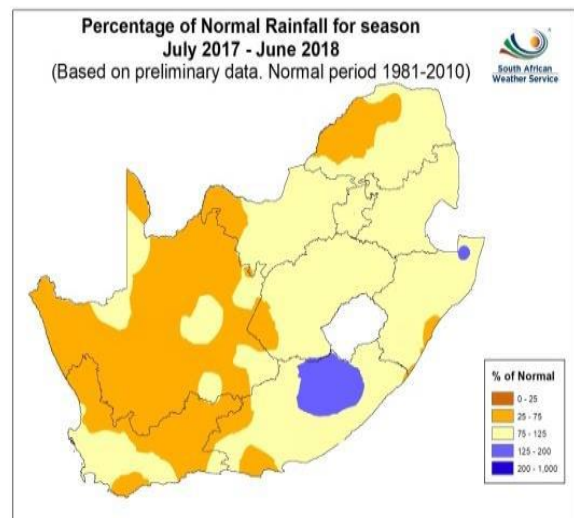 Percentage of Normal Rainfall for season
July 2017 - June 2018
(Based on preliminary data. Normal period 1981-2010)
South African
Weather Service
% of Normal
0 - 25
25 - 75
75 - 125
125 - 200
200 - 1,000